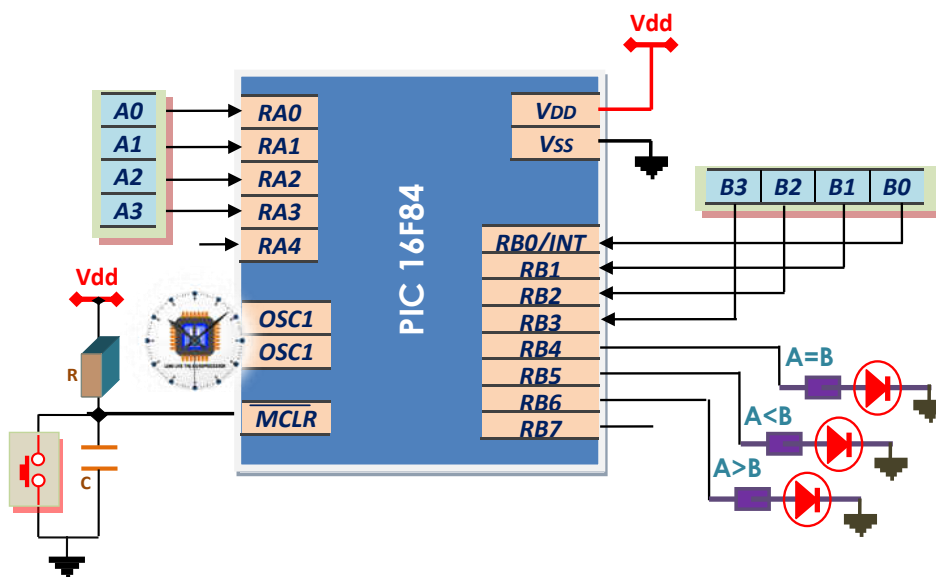 Vdd
A0
A1
A2
A3
RA0
RA1
RA2
RA3
RA4
VDD
VSS
B3 B2 B1 B0
PIC 16F84
RB0/INT
RB1
RB2
RB3
RB4
RB5
RB6
RB7
Vdd
R
C
OSC1
OSC1
MCLR
A=B
A<B
A>B